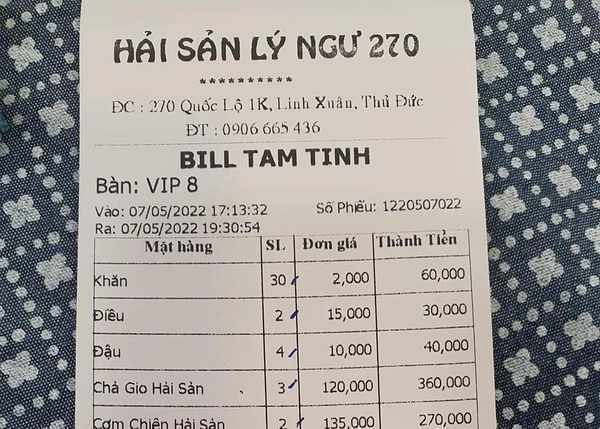 HẢI SẢN LÝ NGƯ 270
**********
ĐC : 270 Quốc Lộ 1K, Linh Xuân, Thủ Đức
ĐT : 0906 665 436
BILL TAM TINH
Bàn: VIP 8
Vào: 07/05/2022 17:13:32 Số Phiếu: 1220507022
Ra: 07/05/2022 19:30:54
Mặt hàng SL Đơn giá Thành Tiền
Khăn 30 2,000 60,000
Điều 2 15,000 30,000
Đậu 4 10,000 40,000
Chả Gio Hải Sản 3 120,000 360,000
Cơm Chiên Hải Sản 2 135,000 270,000